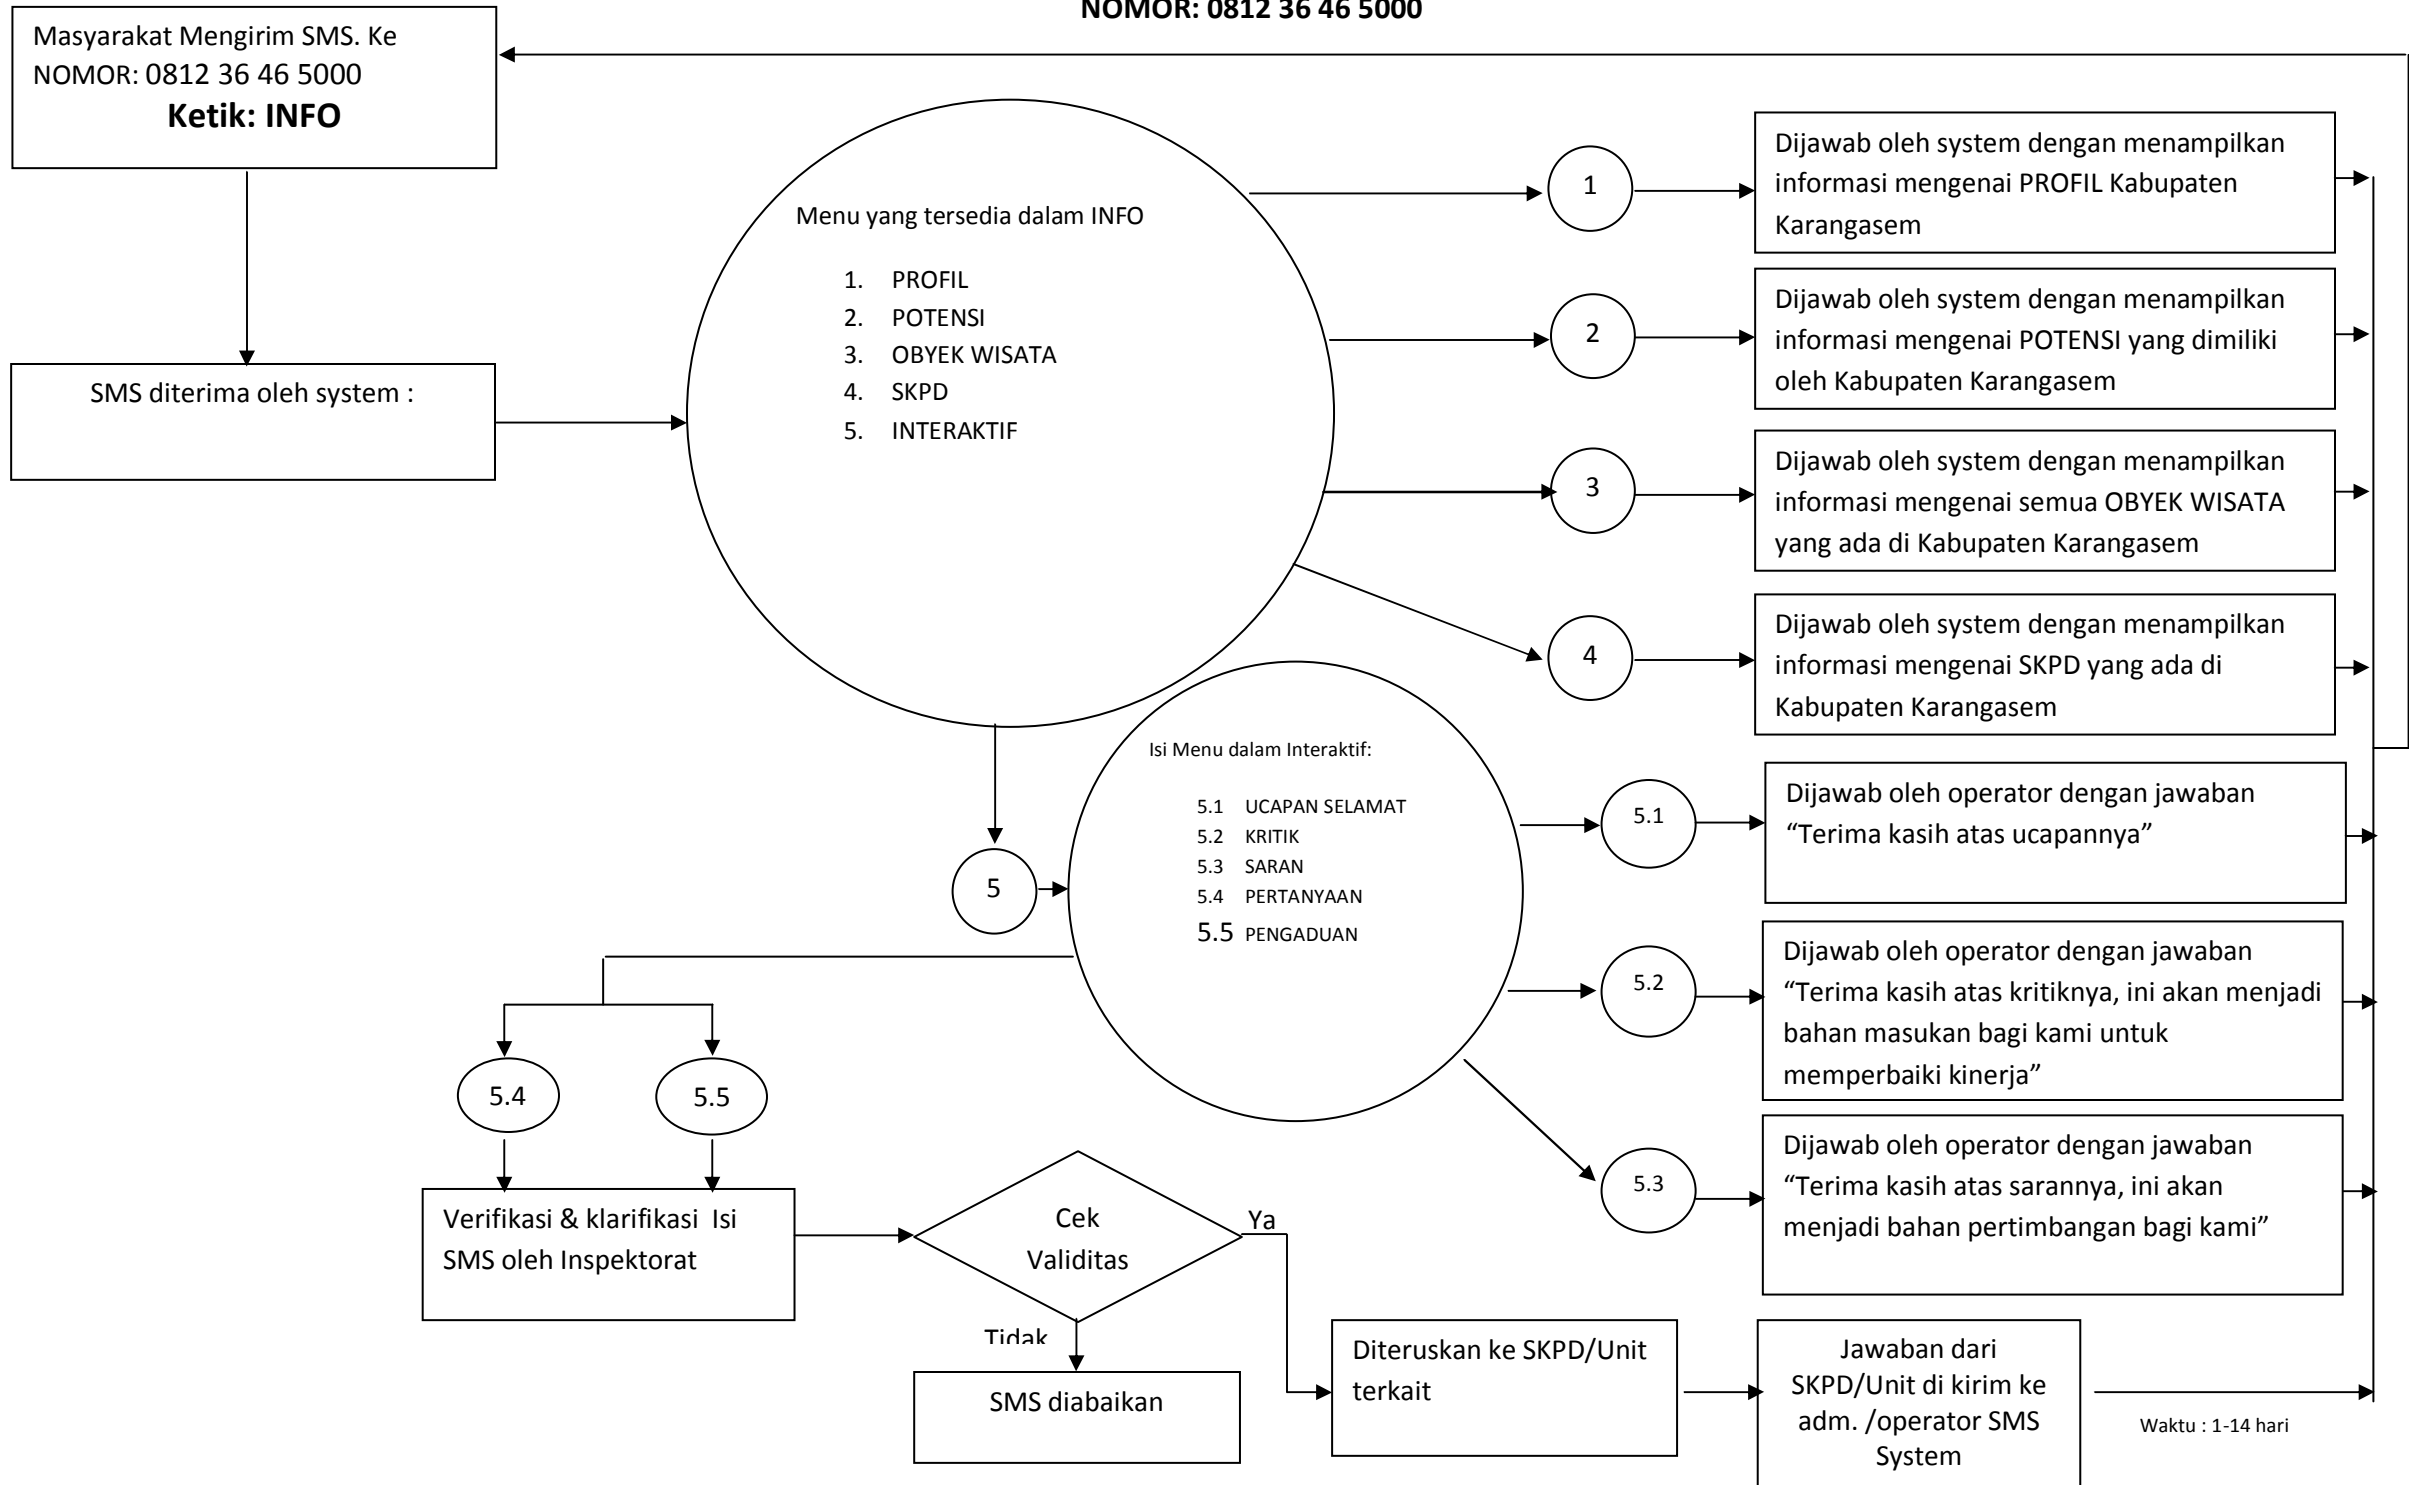 NOMOR: 0812 36 46 5000
Masyarakat Mengirim SMS. Ke
NOMOR: 0812 36 46 5000
Ketik: INFO
SMS diterima oleh system :
Menu yang tersedia dalam INFO
1. PROFIL
2. POTENSI
3. OBYEK WISATA
4. SKPD
5. INTERAKTIF
1
Dijawab oleh system dengan menampilkan
informasi mengenai PROFIL Kabupaten
Karangasem
2
Dijawab oleh system dengan menampilkan
informasi mengenai POTENSI yang dimiliki
oleh Kabupaten Karangasem
3
Dijawab oleh system dengan menampilkan
informasi mengenai semua OBYEK WISATA
yang ada di Kabupaten Karangasem
4
Dijawab oleh system dengan menampilkan
informasi mengenai SKPD yang ada di
Kabupaten Karangasem
5
Isi Menu dalam Interaktif:
5.1 UCAPAN SELAMAT
5.2 KRITIK
5.3 SARAN
5.4 PERTANYAAN
5.5 PENGADUAN
5.1
Dijawab oleh operator dengan jawaban
“Terima kasih atas ucapannya”
5.2
Dijawab oleh operator dengan jawaban
“Terima kasih atas kritiknya, ini akan menjadi
bahan masukan bagi kami untuk
memperbaiki kinerja”
5.3
Dijawab oleh operator dengan jawaban
“Terima kasih atas sarannya, ini akan
menjadi bahan pertimbangan bagi kami”
5.4
5.5
Verifikasi & klarifikasi Isi
SMS oleh Inspektorat
Cek
Validitas
Ya
Tidak
SMS diabaikan
Diteruskan ke SKPD/Unit
terkait
Jawaban dari
SKPD/Unit di kirim ke
adm. /operator SMS
System
Waktu : 1-14 hari